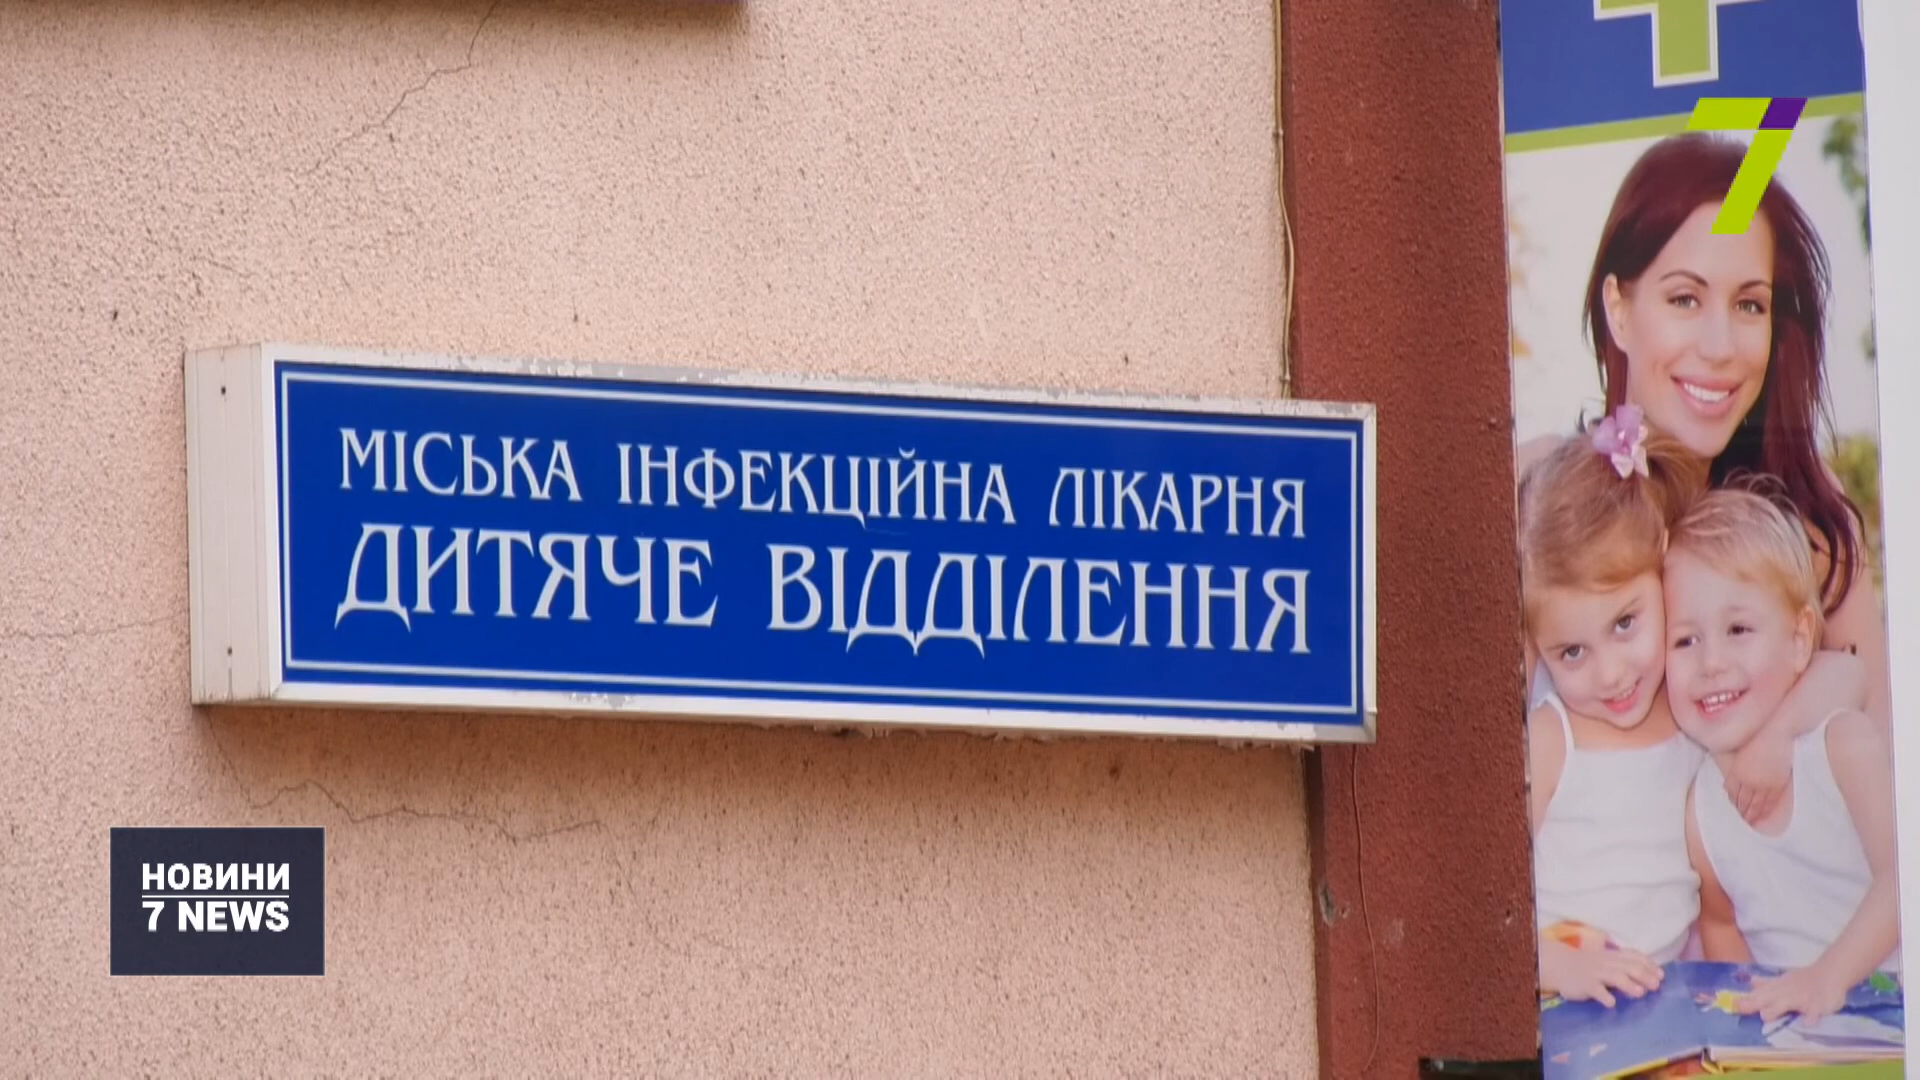 7
МІСЬКА ІНФЕКЦІЙНА ЛІКАРНЯ
ДИТЯЧЕ ВІДДІЛЕННЯ
НОВИНИ
7 NEWS